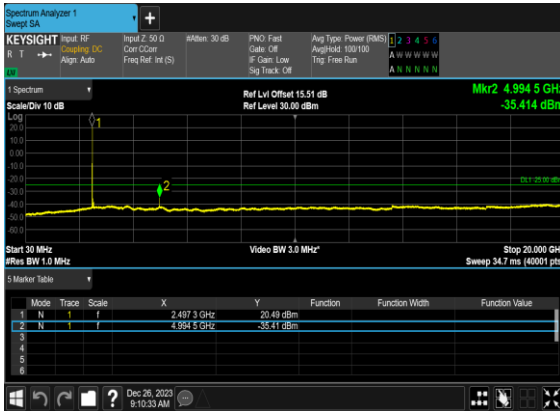 Spectrum Analyzer 1
Swept SA
+
KEYSIGHT Input: RF Input Z: 50 Ω #Atten: 30 dB PNO: Fast Avg Type: Power (RMS) 1 2 3 4 5 6
R T Coupling: DC Corr CCorr Gate: Off Avg|Hold: 100/100 A W W W W W
Align: Auto Freq Ref: Int (S) IF Gain: Low Trig: Free Run
Sig Track: Off A N N N N N
1 Spectrum
Scale/Div 10 dB
Ref Lvl Offset 15.51 dB
Ref Level 30.00 dBm
Mkr2 4.994 5 GHz
-35.414 dBm
Log
20.0
10.0
0.00
-10.0
-20.0
-30.0
-40.0
-50.0
-60.0
1
2
DL1 -25.00 dBm
Start 30 MHz Video BW 3.0 MHz* Stop 20.000 GHz
#Res BW 1.0 MHz Sweep 34.7 ms (40001 pts)
5 Marker Table
Mode Trace Scale X Y Function Function Width Function Value
1 N 1 f 2.497 3 GHz 20.49 dBm
2 N 1 f 4.994 5 GHz -35.41 dBm
3
4
5
6
?
Dec 26, 2023
9:10:33 AM